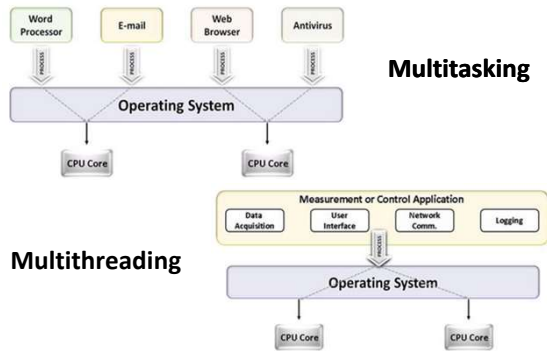 Word
Processor
E-mail
Web
Browser
Antivirus
PROCESS
PROCESS
PROCESS
PROCESS
Multitasking
Operating System
CPU Core
CPU Core
Measurement or Control Application
Data
Acquisition
User
Interface
Network
Comm.
Logging
PROCESS
Multithreading
Operating System
CPU Core
CPU Core